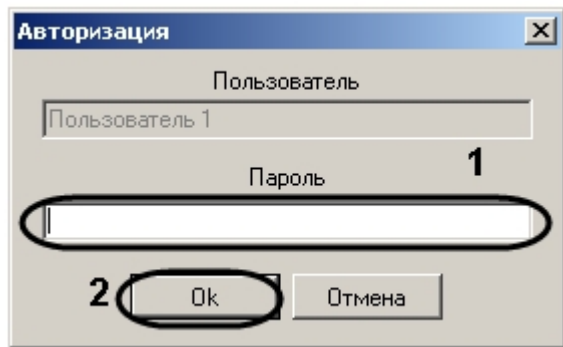 Авторизация
Пользователь
Пользователь 1
1
Пароль
2
Ok Отмена